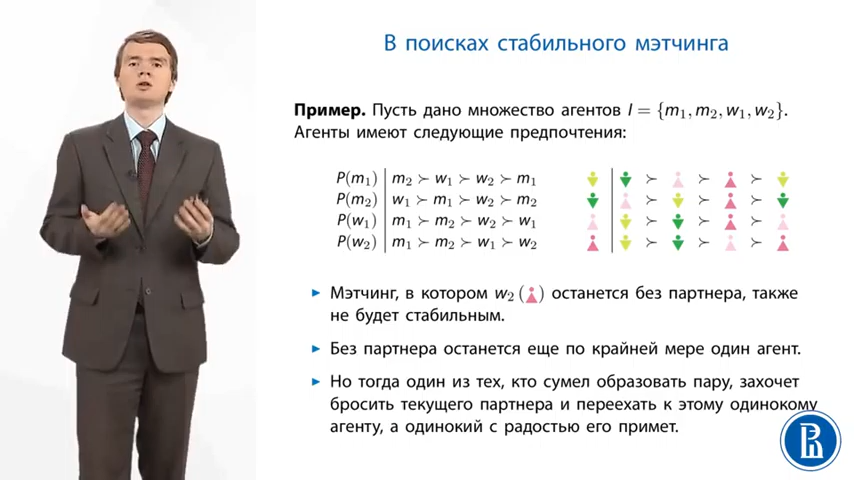 В поисках стабильного мэтчинга
Пример. Пусть дано множество агентов I = {m₁, m₂, w₁, w₂}.
Агенты имеют следующие предпочтения:
P(m₁) | m₂ ≻ w₁ ≻ w₂ ≻ m₁
P(m₂) | w₁ ≻ m₁ ≻ w₂ ≻ m₂
P(w₁) | m₁ ≻ m₂ ≻ w₂ ≻ w₁
P(w₂) | m₁ ≻ m₂ ≻ w₁ ≻ w₂
Мэтчинг, в котором w₂ ( ) останется без партнера, также
не будет стабильным.
Без партнера останется еще по крайней мере один агент.
Но тогда один из тех, кто сумел образовать пару, захочет
бросить текущего партнера и переехать к этому одинокому
агенту, а одинокий с радостью его примет.